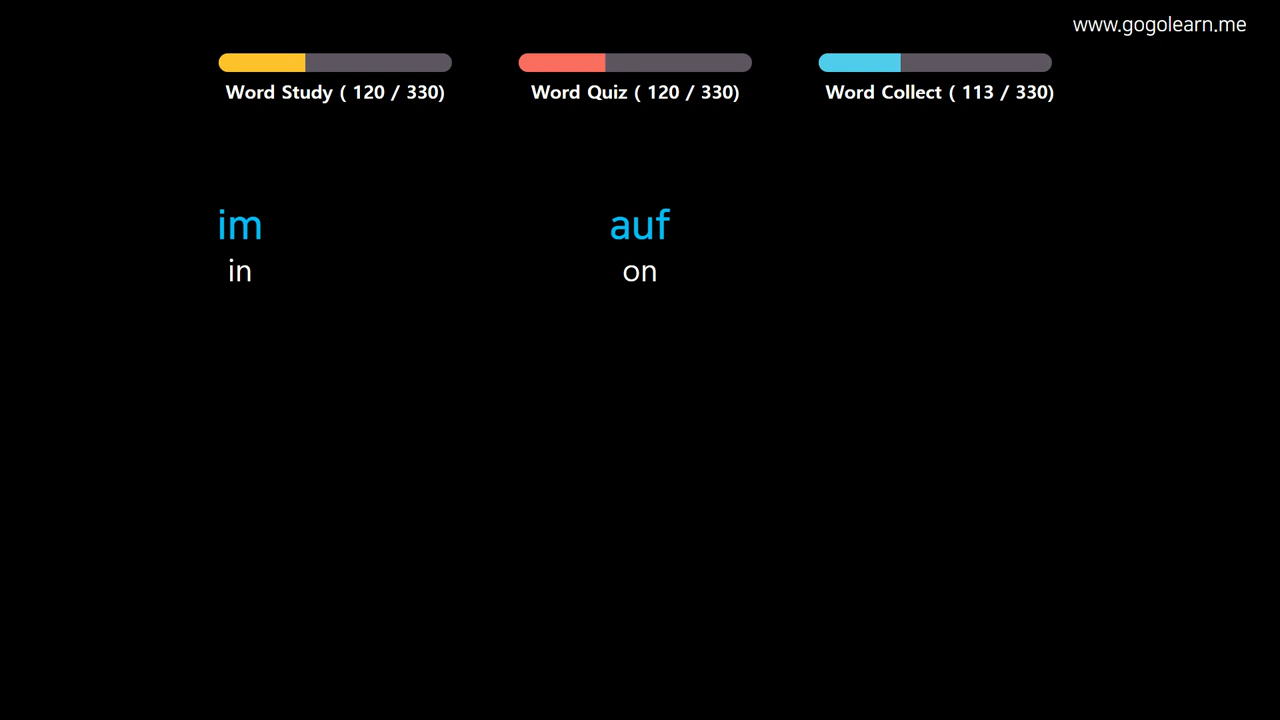 www.gogolearn.me
Word Study ( 120 / 330)
Word Quiz ( 120 / 330)
Word Collect ( 113 / 330)
im
auf
in
on